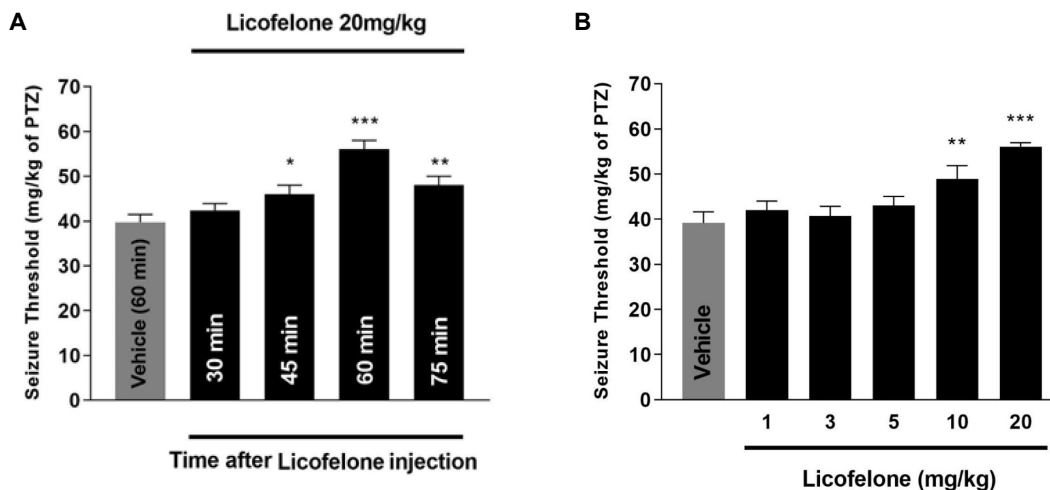 A
Licofelone 20mg/kg
Seizure Threshold (mg/kg of PTZ)
70
60
50
40
30
20
10
0
*
***
**
Vehicle (60 min)
30 min
45 min
60 min
75 min
Time after Licofelone injection
B
Seizure Threshold (mg/kg of PTZ)
70
60
50
40
30
20
10
0
**
***
Vehicle
1 3 5 10 20
Licofelone (mg/kg)